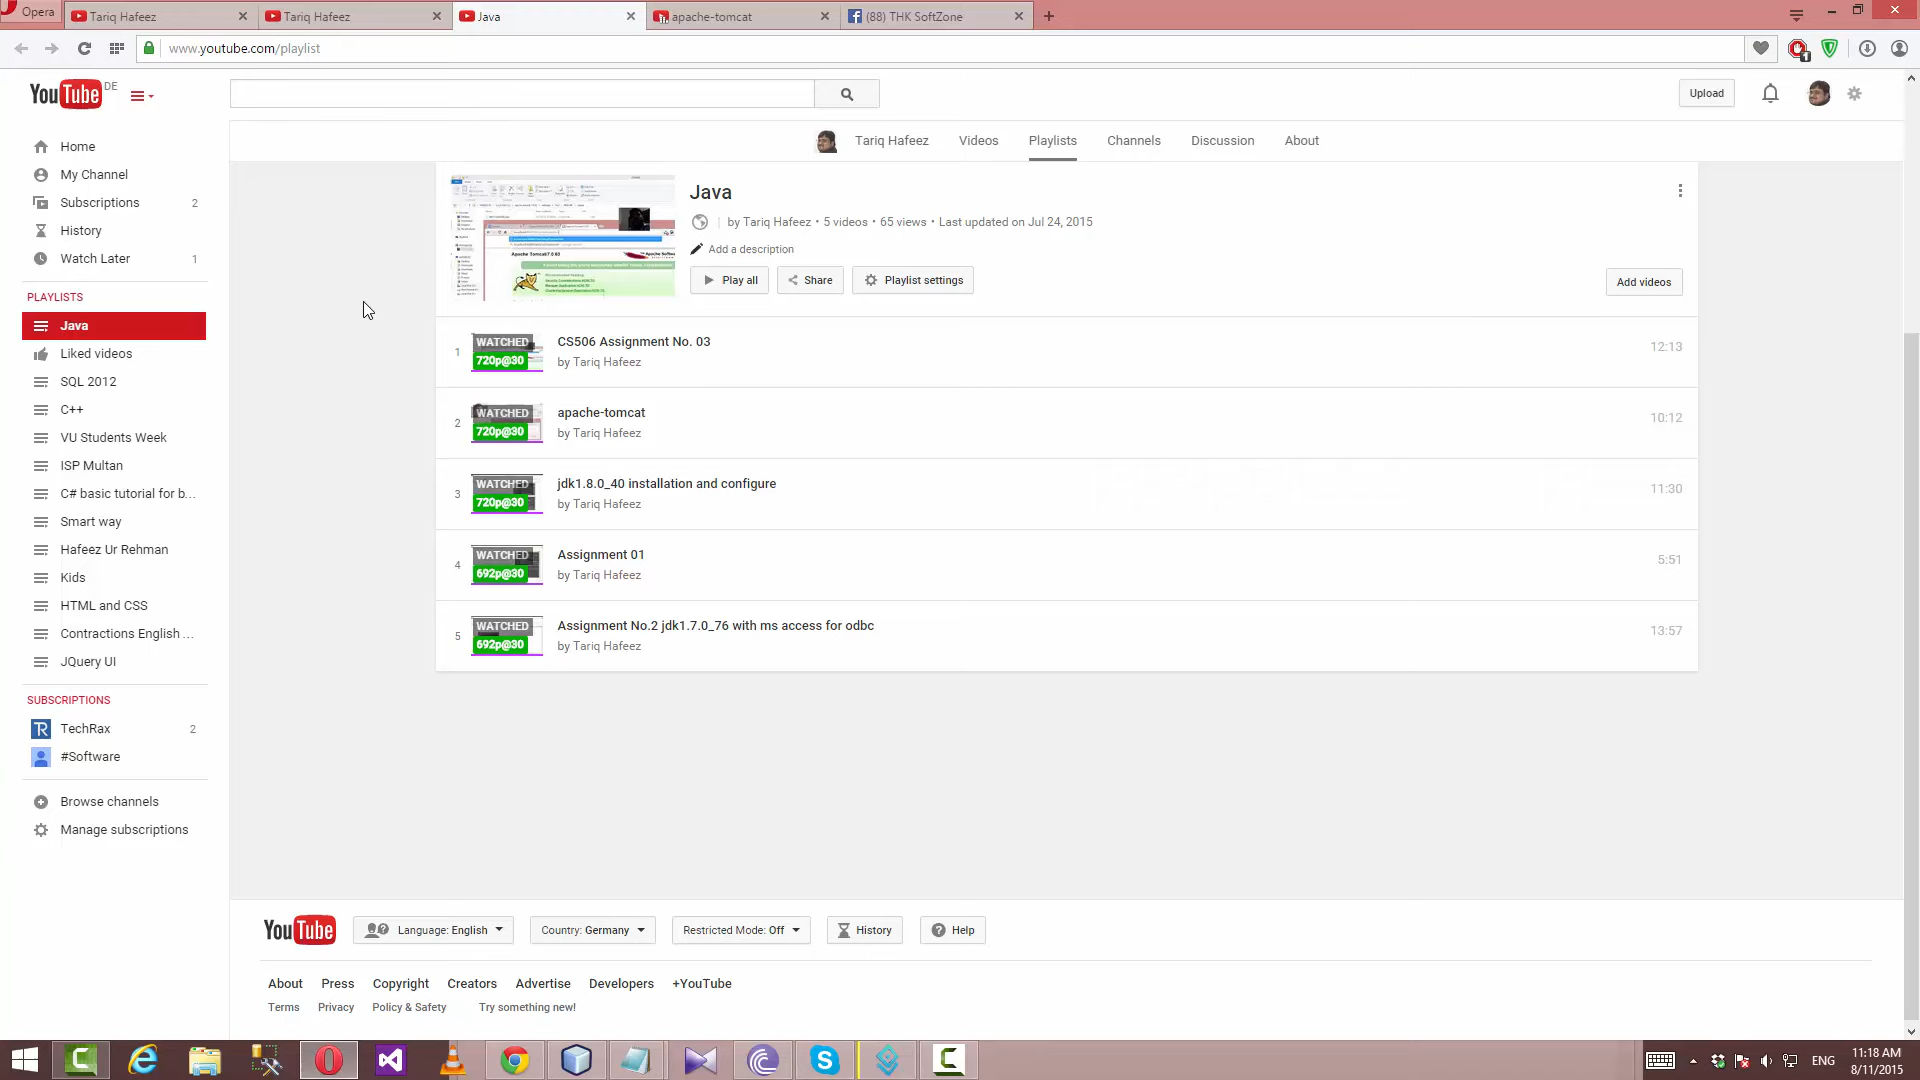 Opera
Tariq Hafeez
Tariq Hafeez
Java
apache-tomcat
(88) THK SoftZone
www.youtube.com/playlist
1
YouTube DE
Upload
Home
My Channel
Subscriptions 2
History
Watch Later 1
PLAYLISTS
Java
Liked videos
SQL 2012
C++
VU Students Week
ISP Multan
C# basic tutorial for b...
Smart way
Hafeez Ur Rehman
Kids
HTML and CSS
Contractions English ...
JQuery UI
SUBSCRIPTIONS
TechRax 2
#Software
Browse channels
Manage subscriptions
Tariq Hafeez Videos Playlists Channels Discussion About
Java
by Tariq Hafeez • 5 videos • 65 views • Last updated on Jul 24, 2015
Add a description
Play all Share Playlist settings Add videos
1 WATCHED 720p@30 CS506 Assignment No. 03 12:13
by Tariq Hafeez
2 WATCHED 720p@30 apache-tomcat 10:12
by Tariq Hafeez
3 WATCHED 720p@30 jdk1.8.0_40 installation and configure 11:30
by Tariq Hafeez
4 WATCHED 692p@30 Assignment 01 5:51
by Tariq Hafeez
5 WATCHED 692p@30 Assignment No.2 jdk1.7.0_76 with ms access for odbc 13:57
by Tariq Hafeez
YouTube Language: English Country: Germany Restricted Mode: Off History Help
About Press Copyright Creators Advertise Developers +YouTube
Terms Privacy Policy & Safety Try something new!
ENG
11:18 AM
8/11/2015